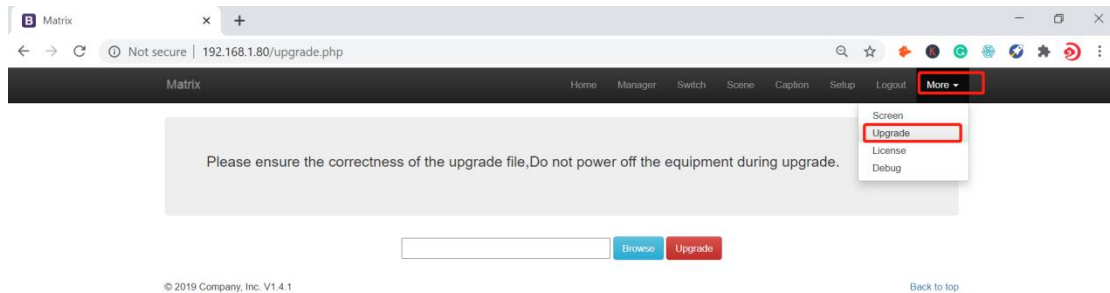 B Matrix
Not secure | 192.168.1.80/upgrade.php
Matrix Home Manager Switch Scene Caption Setup Logout More
Screen
Upgrade
License
Debug
Please ensure the correctness of the upgrade file,Do not power off the equipment during upgrade.
Browse Upgrade
© 2019 Company, Inc. V1.4.1 Back to top